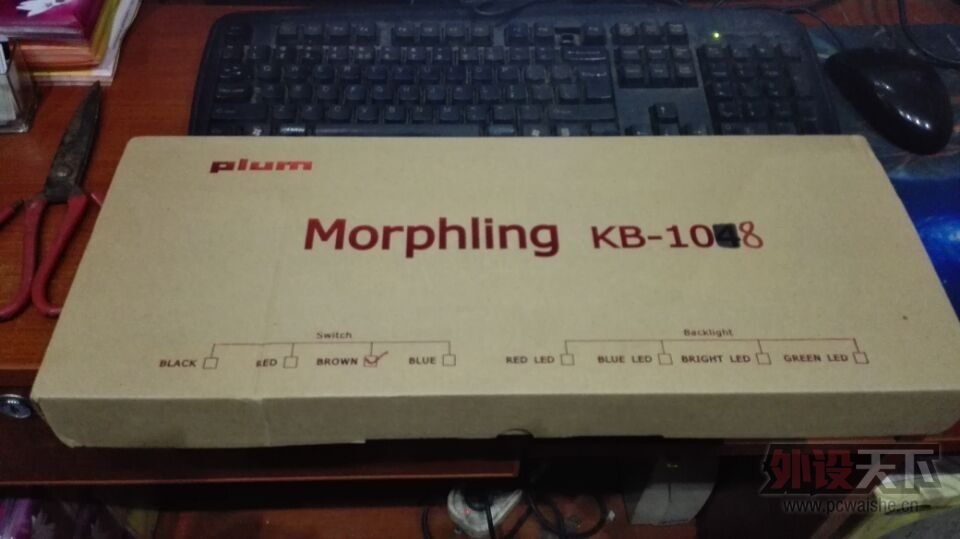 plum
Morphling KB-1048
Switch
BLACK RED BROWN BLUE
Backlight
RED LED BLUE LED BRIGHT LED GREEN LED
外设天下
www.pcwaishe.cn